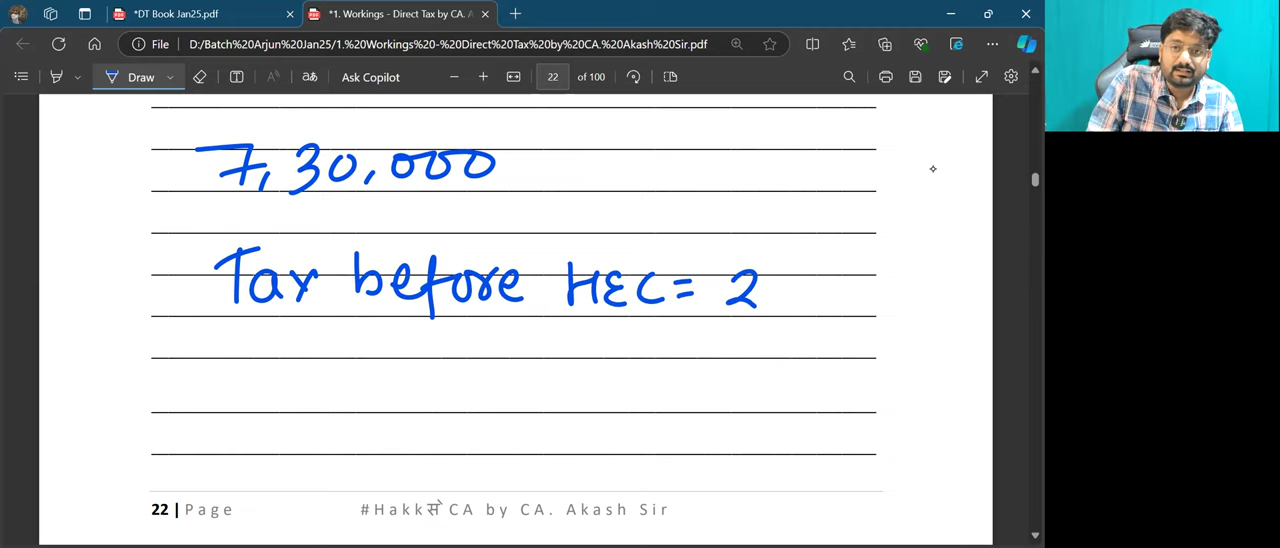 *DT Book Jan25.pdf
*1. Workings - Direct Tax by CA. A
File
D:/Batch%20Arjun%20Jan25/1.%20Workings%20-%20Direct%20Tax%20by%20CA.%20Akash%20Sir.pdf
Draw
aあ
Ask Copilot
22 of 100
7,30,000
Tax before HEC = 2
22 | Page
#Hakkसे CA by CA. Akash Sir